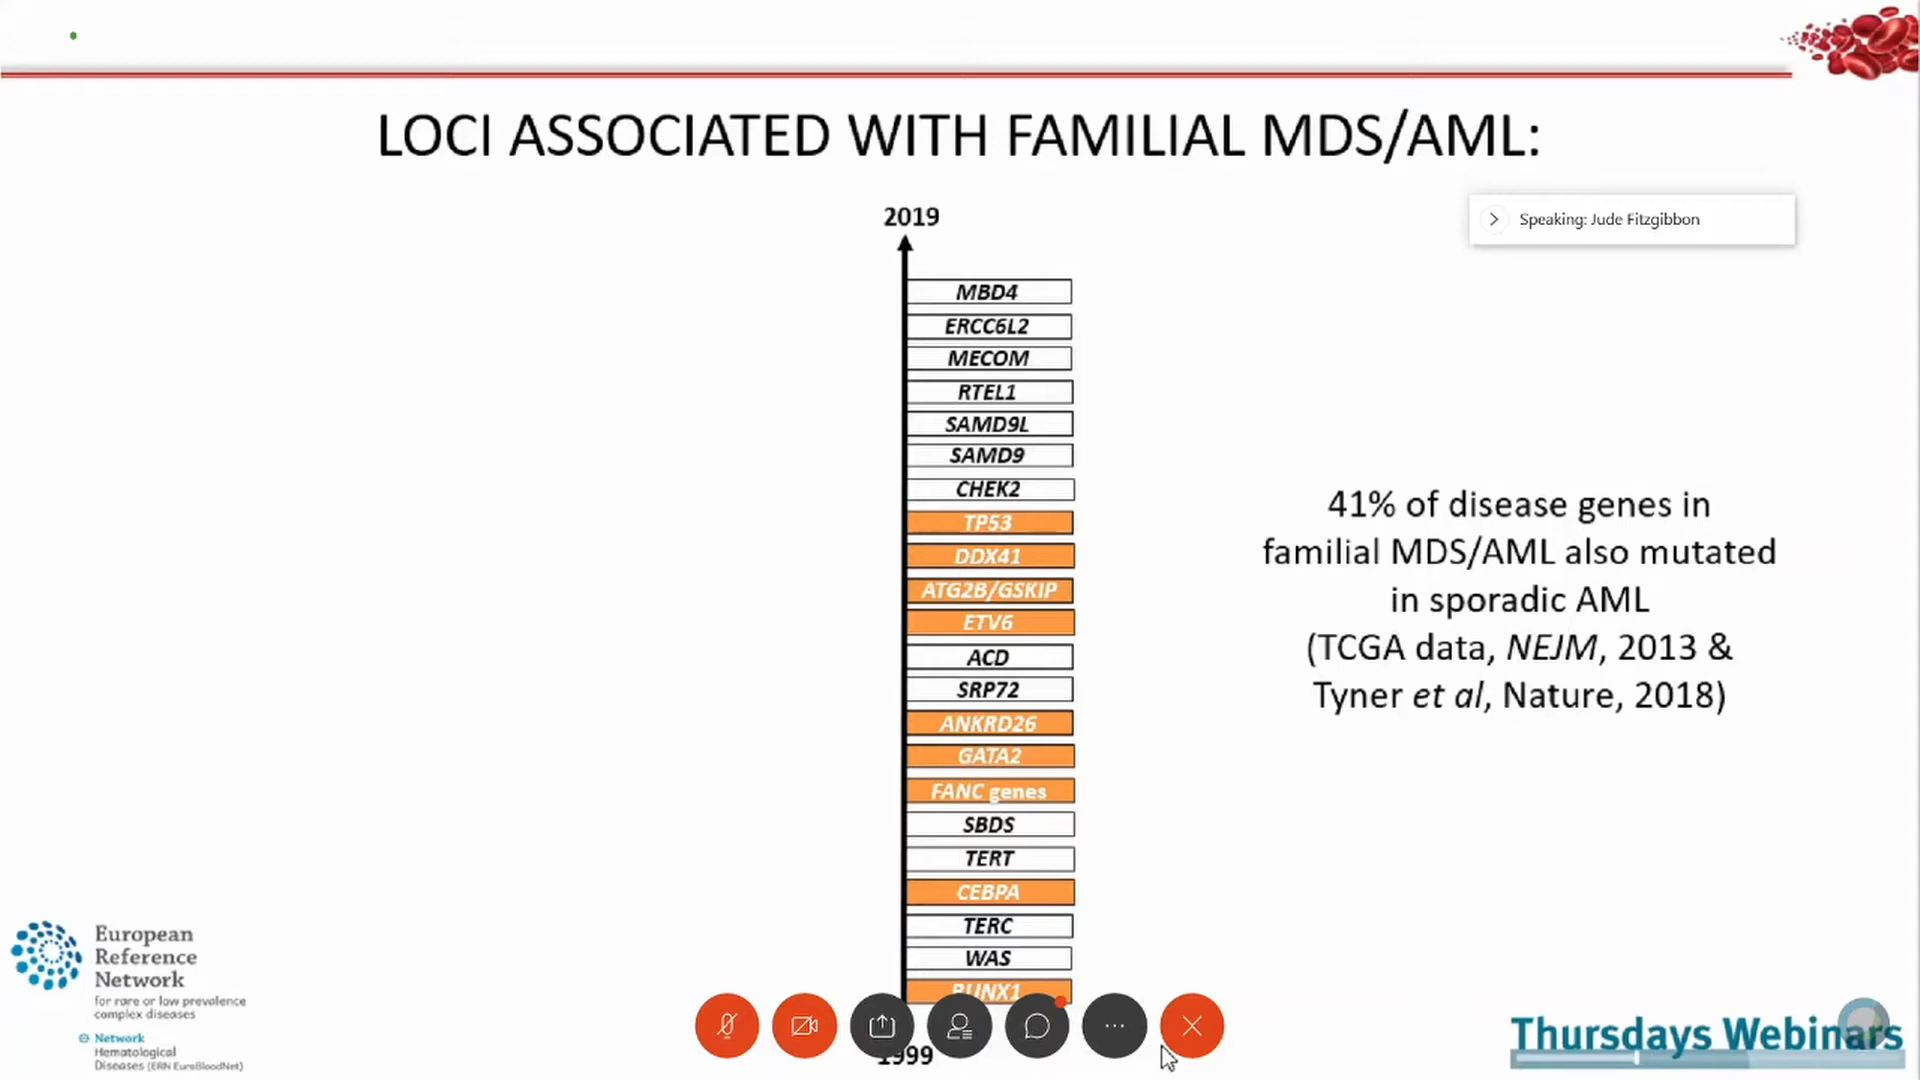 LOCI ASSOCIATED WITH FAMILIAL MDS/AML:
2019
Speaking: Jude Fitzgibbon
MBD4
ERCC6L2
MECOM
RTEL1
SAMD9L
SAMD9
CHEK2
TP53
DDX41
ATG2B/GSKIP
ETV6
ACD
SRP72
ANKRD26
GATA2
FANC genes
SBDS
TERT
CEBPA
TERC
WAS
RUNX1
1999
41% of disease genes in
familial MDS/AML also mutated
in sporadic AML
(TCGA data, NEJM, 2013 &
Tyner et al, Nature, 2018)
European
Reference
Network
for rare or low prevalence
complex diseases
Network
Hematological
Diseases (ERN EuroBloodNet)
Thursdays Webinars